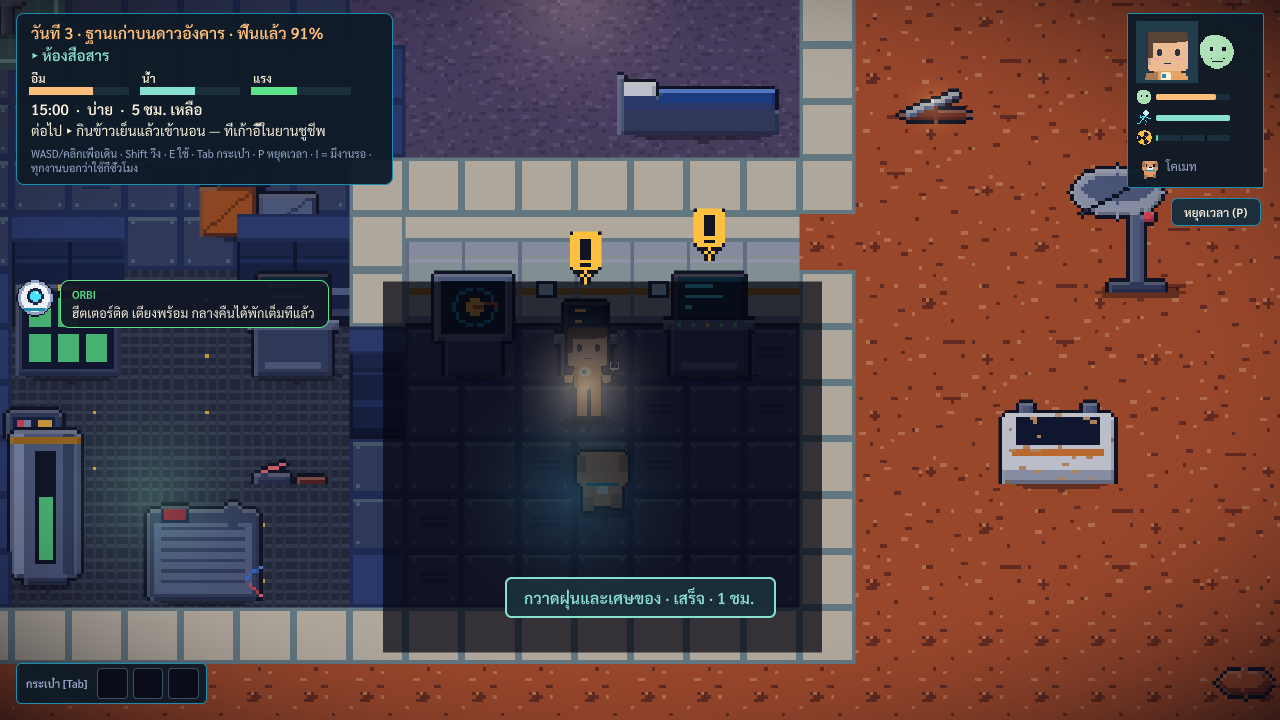 วันที่ 3 · ฐานเก่าบนดาวอังคาร · ฟื้นแล้ว 91%
▸ ห้องสื่อสาร
อิ่ม น้ำ แรง
15:00 · บ่าย · 5 ชม. เหลือ
ต่อไป ▸ กินข้าวเย็นแล้วเข้านอน — ที่เก้าอี้ในยานชูชีพ
WASD/คลิกเพื่อเดิน · Shift วิ่ง · E ใช้ · Tab กระเป๋า · P หยุดเวลา · ! = มีงานรอ ·
ทุกงานบอกว่าใช้กี่ชั่วโมง
โคเมท
หยุดเวลา (P)
ORBI
ฮีตเตอร์ติด เตียงพร้อม กลางคืนได้พักเต็มที่แล้ว
E
กวาดฝุ่นและเศษของ · เสร็จ · 1 ชม.
กระเป๋า [Tab]